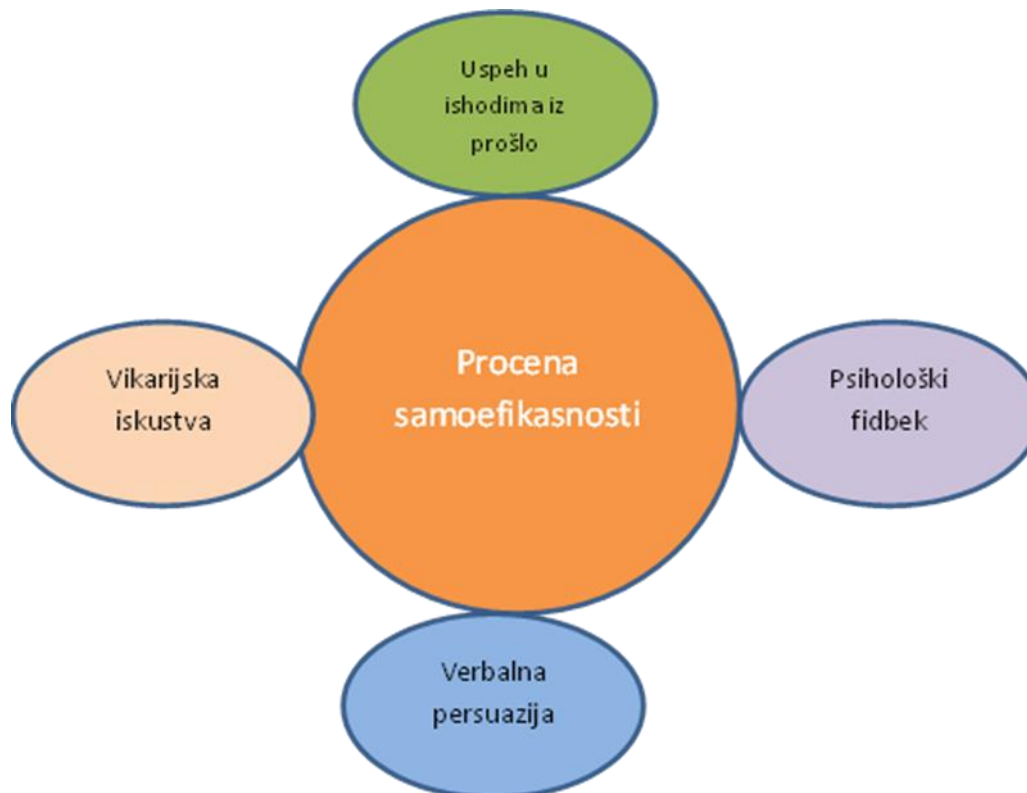 Uspeh u
ishodima iz
prošlo
Procena
samoefikasnosti
Vikarijska
iskustva
Psihološki
fidbek
Verbalna
persuazija